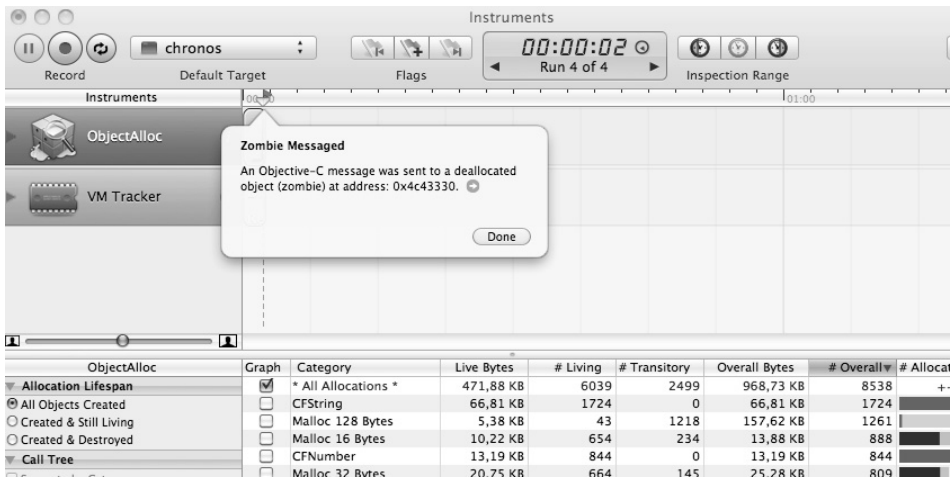 Instruments
chronos
00:00:02
Run 4 of 4
Record
Default Target
Flags
Inspection Range
Instruments
01:00
ObjectAlloc
VM Tracker
Zombie Messaged
An Objective-C message was sent to a deallocated
object (zombie) at address: 0x4c43330.
Done
ObjectAlloc Graph Category Live Bytes # Living # Transitory Overall Bytes # Overall # Allocat
Allocation Lifespan * All Allocations * 471,88 KB 6039 2499 968,73 KB 8538 +-
All Objects Created CFString 66,81 KB 1724 0 66,81 KB 1724
Created & Still Living Malloc 128 Bytes 5,38 KB 43 1218 157,62 KB 1261
Created & Destroyed Malloc 16 Bytes 10,22 KB 654 234 13,88 KB 888
Call Tree CFNumber 13,19 KB 844 0 13,19 KB 844
Malloc 32 Bytes 20,75 KB 664 145 25,28 KB 809